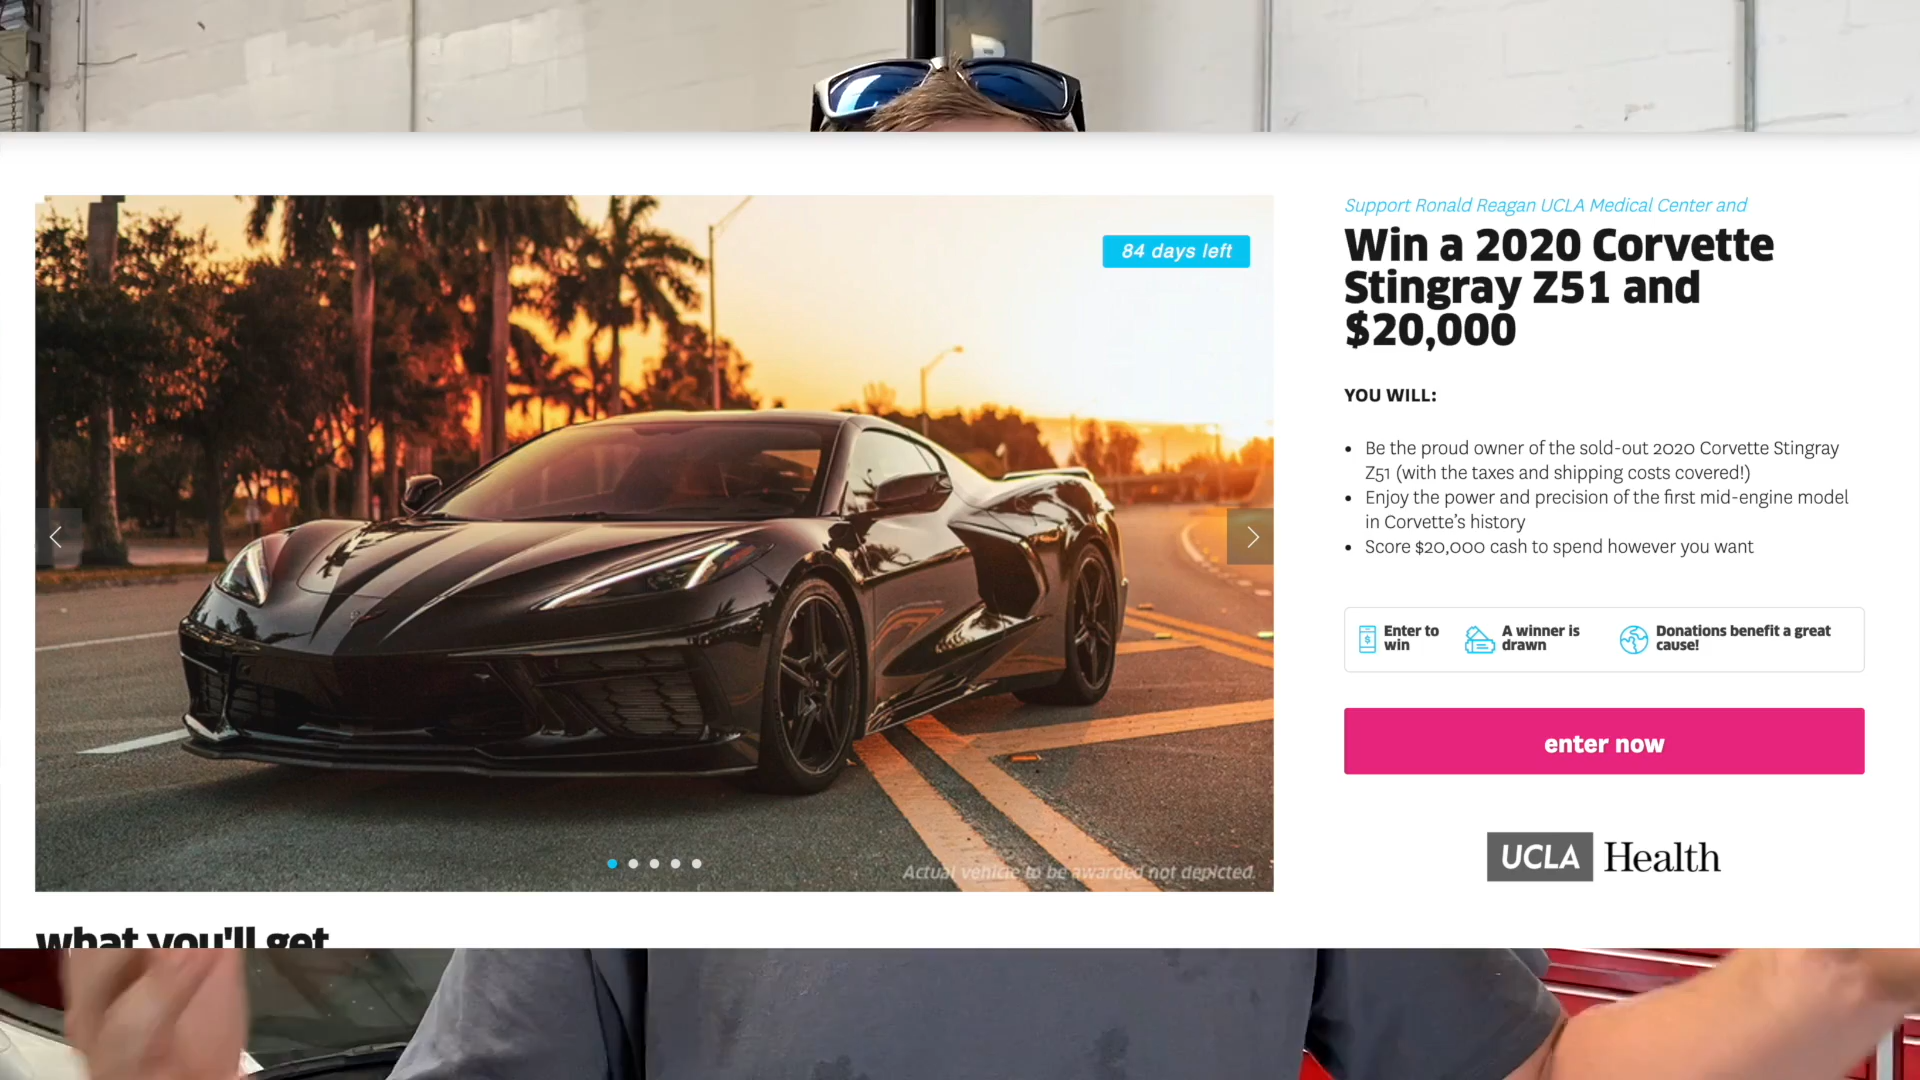 84 days left
Actual vehicle to be awarded not depicted.
what you'll get
Support Ronald Reagan UCLA Medical Center and
Win a 2020 Corvette
Stingray Z51 and
$20,000
YOU WILL:
• Be the proud owner of the sold-out 2020 Corvette Stingray
Z51 (with the taxes and shipping costs covered!)
• Enjoy the power and precision of the first mid-engine model
in Corvette’s history
• Score $20,000 cash to spend however you want
Enter to
win
A winner is
drawn
Donations benefit a great
cause!
enter now
UCLA Health